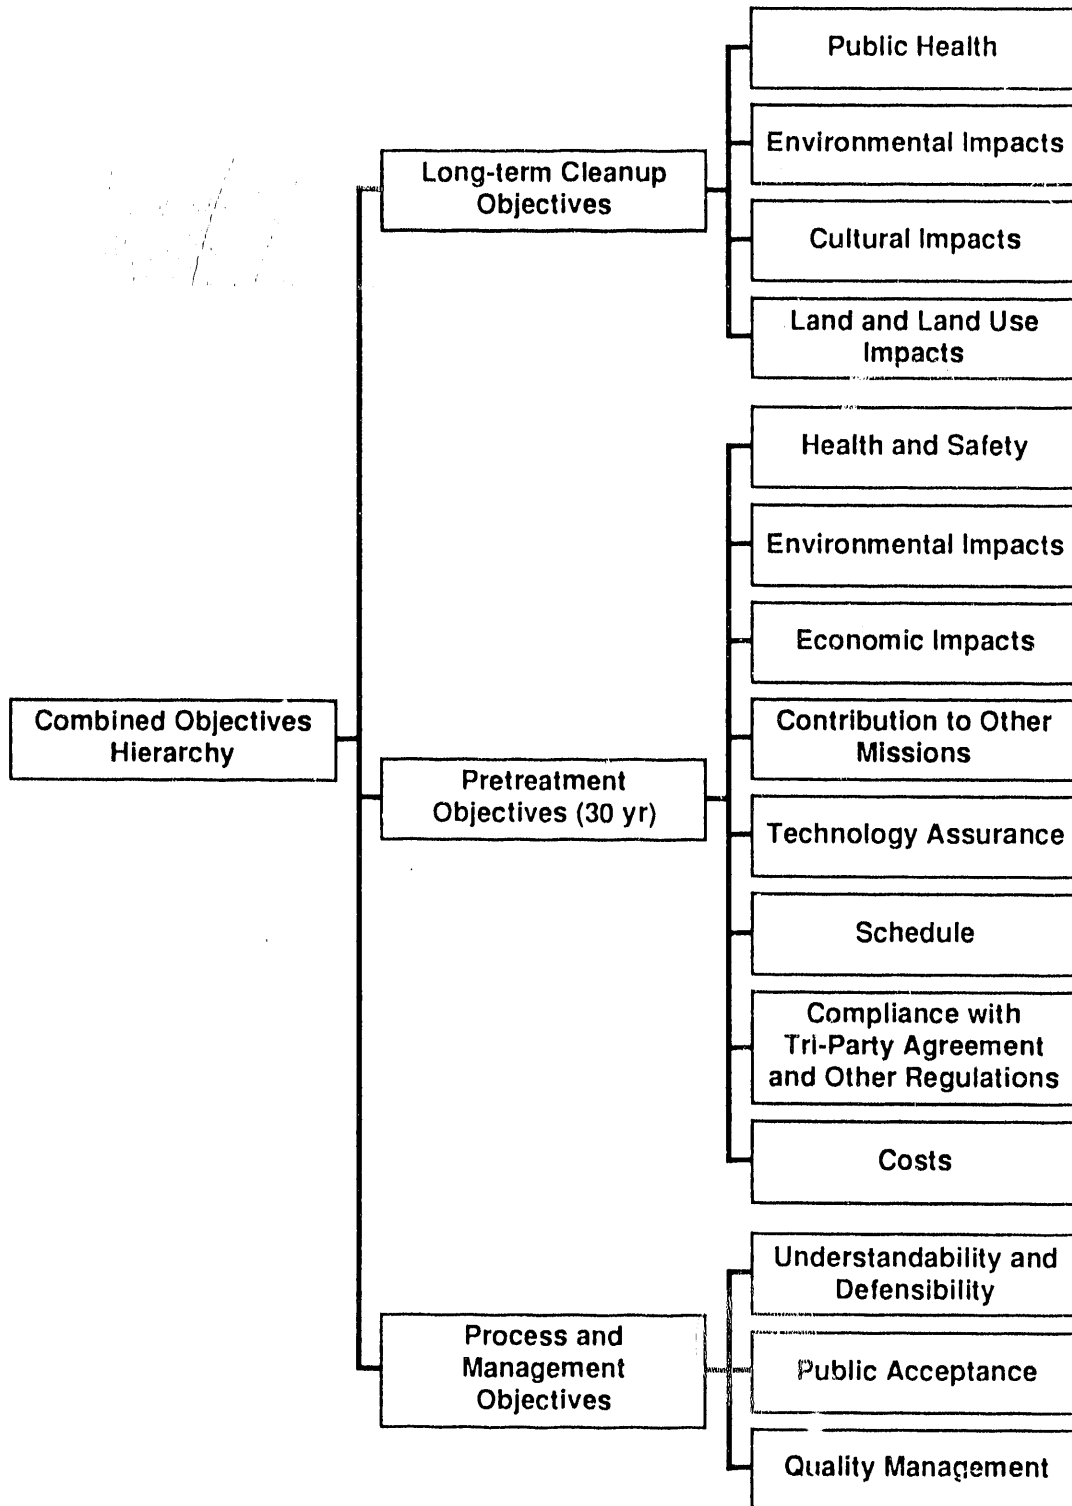 Combined Objectives
Hierarchy
Long-term Cleanup
Objectives
Public Health
Environmental Impacts
Cultural Impacts
Land and Land Use
Impacts
Pretreatment
Objectives (30 yr)
Health and Safety
Environmental Impacts
Economic Impacts
Contribution to Other
Missions
Technology Assurance
Schedule
Compliance with
Tri-Party Agreement
and Other Regulations
Costs
Process and
Management
Objectives
Understandability and
Defensibility
Public Acceptance
Quality Management